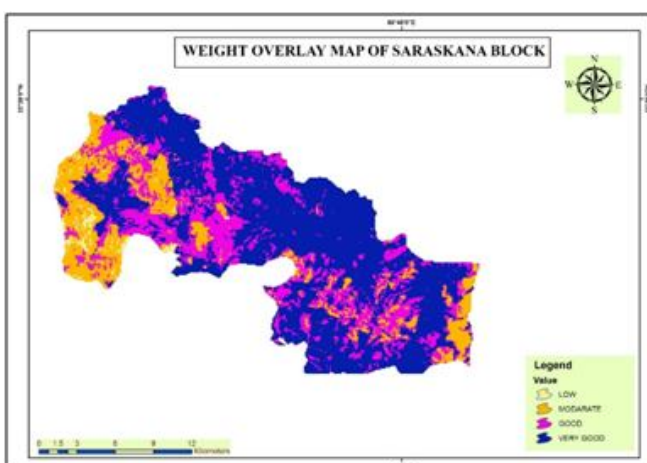 WEIGHT OVERLAY MAP OF SARASKANA BLOCK
N
W
E
S
Legend
Value
LOW
MODARATE
GOOD
VERY GOOD
0 1.5 3 6 9 12
Kilometers